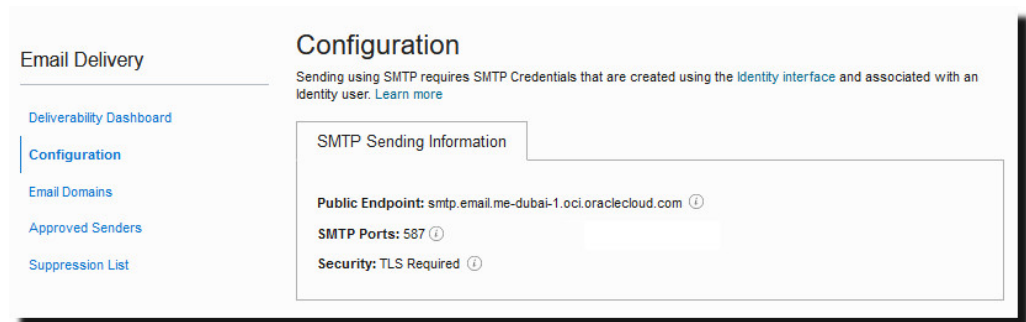 Email Delivery
Deliverability Dashboard
Configuration
Email Domains
Approved Senders
Suppression List
Configuration
Sending using SMTP requires SMTP Credentials that are created using the Identity interface and associated with an
Identity user. Learn more
SMTP Sending Information
Public Endpoint: smtp.email.me-dubai-1.oci.oraclecloud.com i
SMTP Ports: 587 i
Security: TLS Required i